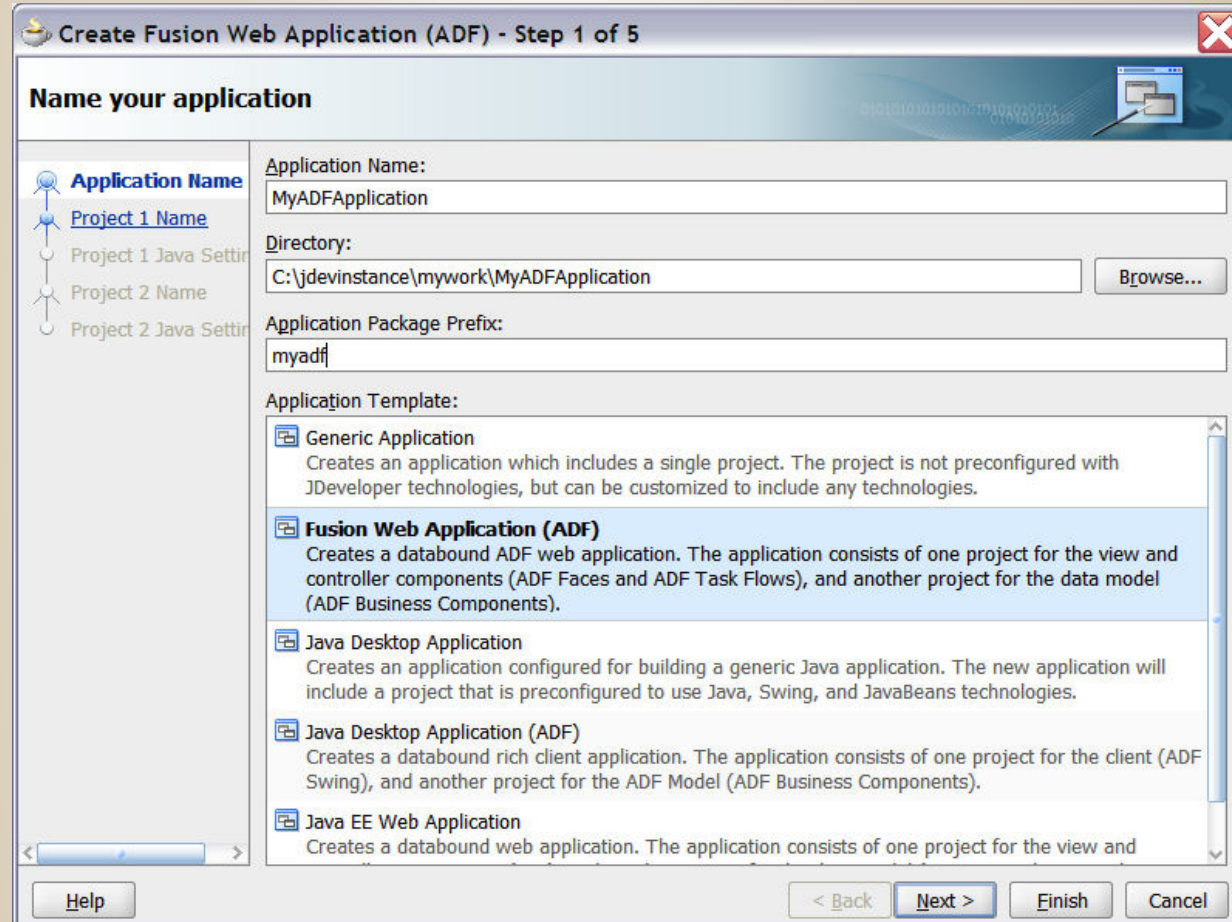 Create Fusion Web Application (ADF) - Step 1 of 5
Name your application
Application Name
Project 1 Name
Project 1 Java Settin
Project 2 Name
Project 2 Java Settin
Application Name:
MyADFApplication
Directory:
C:\jdevinstance\mywork\MyADFApplication
Browse...
Application Package Prefix:
myadf
Application Template:
Generic Application
Creates an application which includes a single project. The project is not preconfigured with
JDeveloper technologies, but can be customized to include any technologies.
Fusion Web Application (ADF)
Creates a databound ADF web application. The application consists of one project for the view and
controller components (ADF Faces and ADF Task Flows), and another project for the data model
(ADF Business Components).
Java Desktop Application
Creates an application configured for building a generic Java application. The new application will
include a project that is preconfigured to use Java, Swing, and JavaBeans technologies.
Java Desktop Application (ADF)
Creates a databound rich client application. The application consists of one project for the client (ADF
Swing), and another project for the ADF Model (ADF Business Components).
Java EE Web Application
Creates a databound web application. The application consists of one project for the view and
Help
< Back
Next >
Finish
Cancel